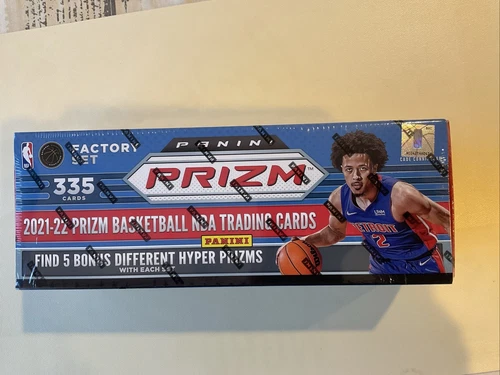 FACTORY
SET
335
CARDS
PANINI
PRIZM
2021-22 PRIZM BASKETBALL NBA TRADING CARDS
PANINI
FIND 5 BONUS DIFFERENT HYPER PRIZMS
WITH EACH SET
DETROIT
2
NBA